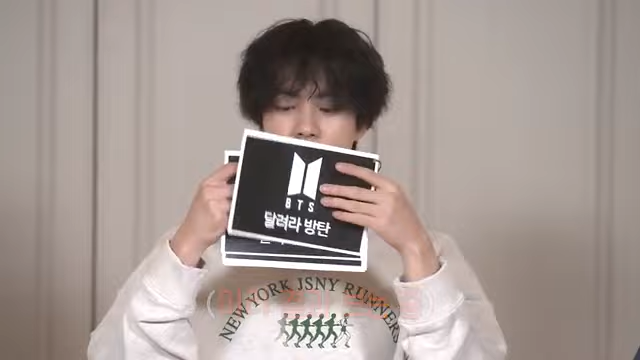 BTS
달려라 방탄
NEW YORK JSNY RUNNERS